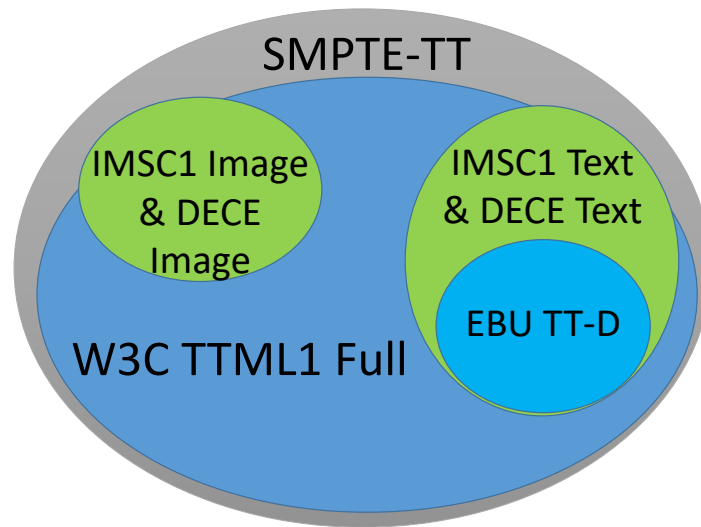 SMPTE-TT
IMSC1 Image
& DECE
Image
IMSC1 Text
& DECE Text
EBU TT-D
W3C TTML1 Full